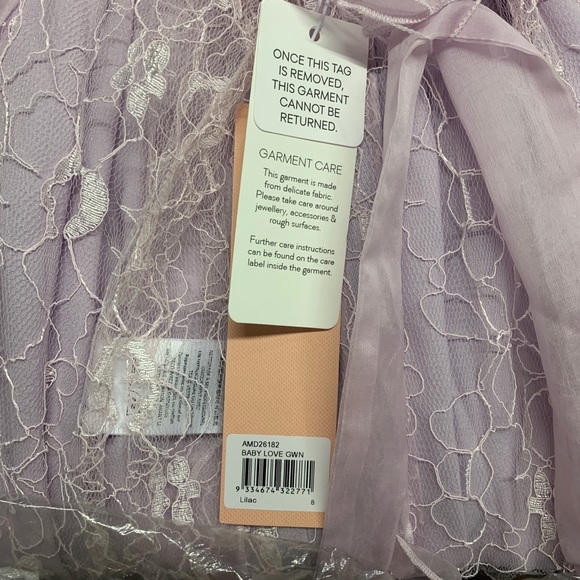 ONCE THIS TAG
IS REMOVED,
THIS GARMENT
CANNOT BE
RETURNED.
GARMENT CARE
This garment is made
from delicate fabric.
Please take care around
jewellery, accessories &
rough surfaces.
Further care instructions
can be found on the care
label inside the garment.
AMD26182
BABY LOVE GWN
9 334674 322771
Lilac 8